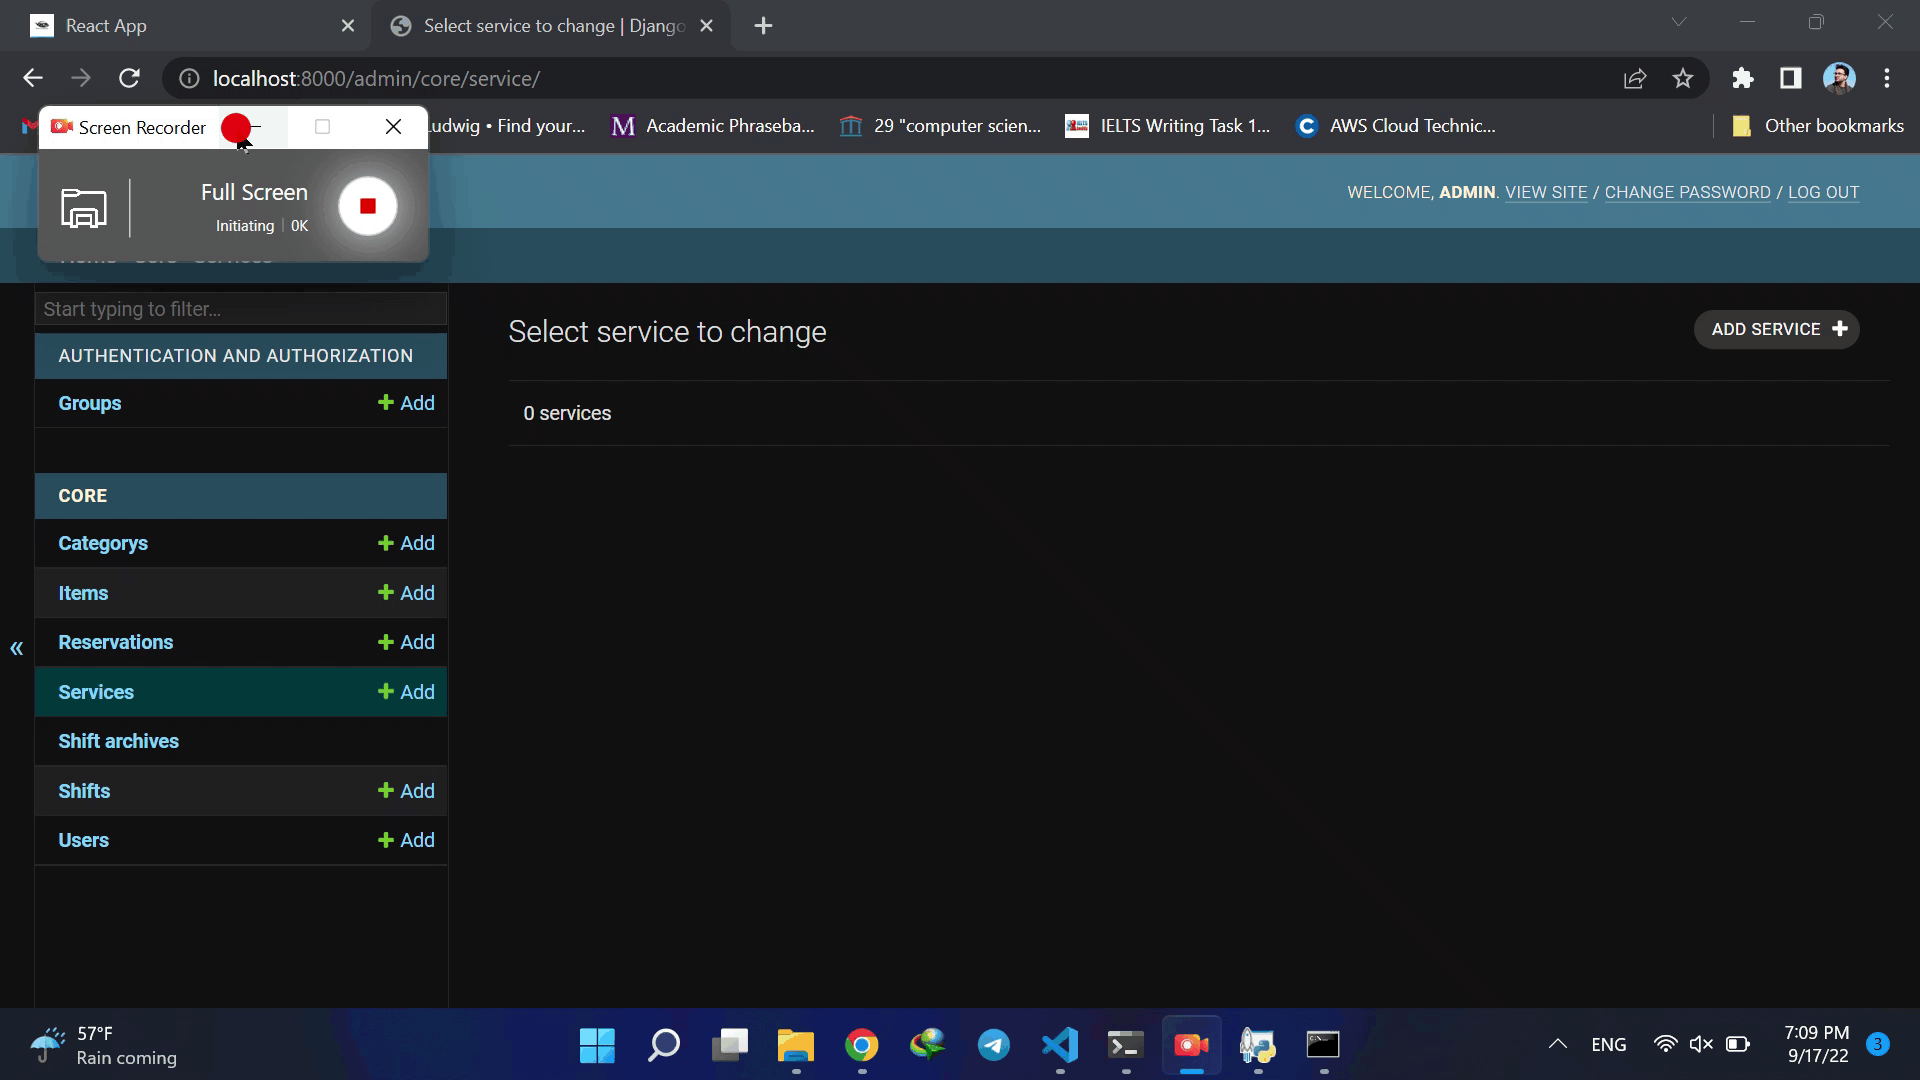 React App
Select service to change | Django
localhost:8000/admin/core/service/
Screen Recorder
Ludwig • Find your...
Academic Phraseba...
29 "computer scien...
IELTS Writing Task 1...
AWS Cloud Technic...
Other bookmarks
Full Screen
Initiating | 0K
WELCOME, ADMIN. VIEW SITE / CHANGE PASSWORD / LOG OUT
Start typing to filter...
AUTHENTICATION AND AUTHORIZATION
Groups + Add
CORE
Categorys + Add
Items + Add
Reservations + Add
Services + Add
Shift archives
Shifts + Add
Users + Add
«
Select service to change
ADD SERVICE +
0 services
57°F
Rain coming
ENG
7:09 PM
9/17/22
3